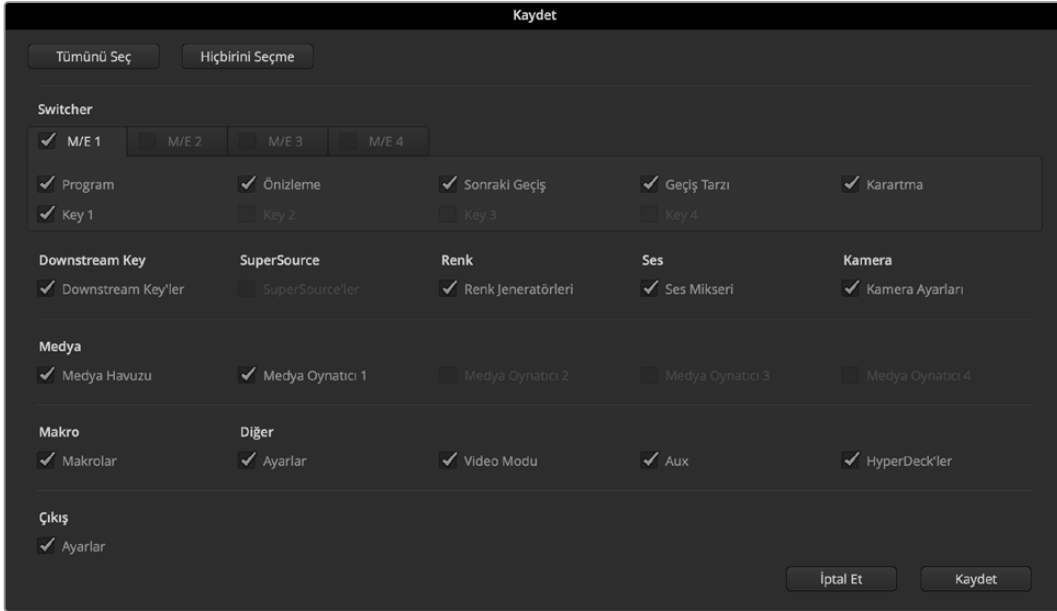 Kaydet
Tümünü Seç Hiçbirini Seçme
Switcher
M/E 1 M/E 2 M/E 3 M/E 4
Program Önizleme Sonraki Geçiş Geçiş Tarzı Karartma
Key 1 Key 2 Key 3 Key 4
Downstream Key SuperSource Renk Ses Kamera
Downstream Key'ler SuperSource'ler Renk Jeneratörleri Ses Mikseri Kamera Ayarları
Medya
Medya Havuzu Medya Oynatıcı 1 Medya Oynatıcı 2 Medya Oynatıcı 3 Medya Oynatıcı 4
Makro Diğer
Makrolar Ayarlar Video Modu Aux HyperDeck'ler
Çıkış
Ayarlar
İptal Et Kaydet